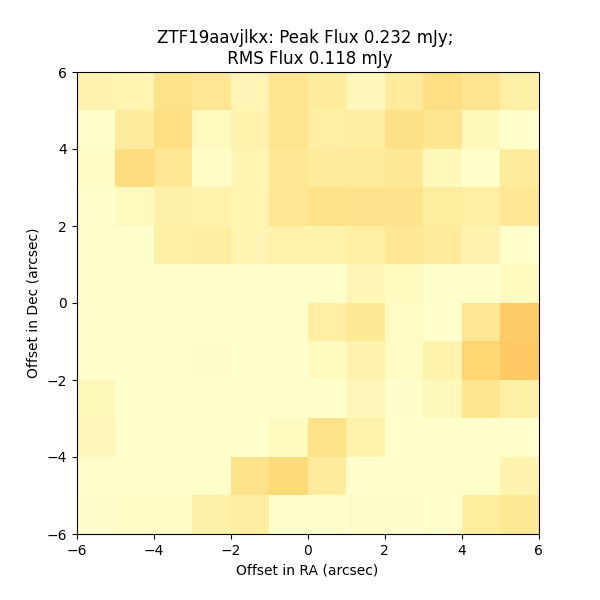 ZTF19aavjlkx: Peak Flux 0.232 mJy;
RMS Flux 0.118 mJy
6
4
2
0
−2
−4
−6
Offset in Dec (arcsec)
−6 −4 −2 0 2 4 6
Offset in RA (arcsec)